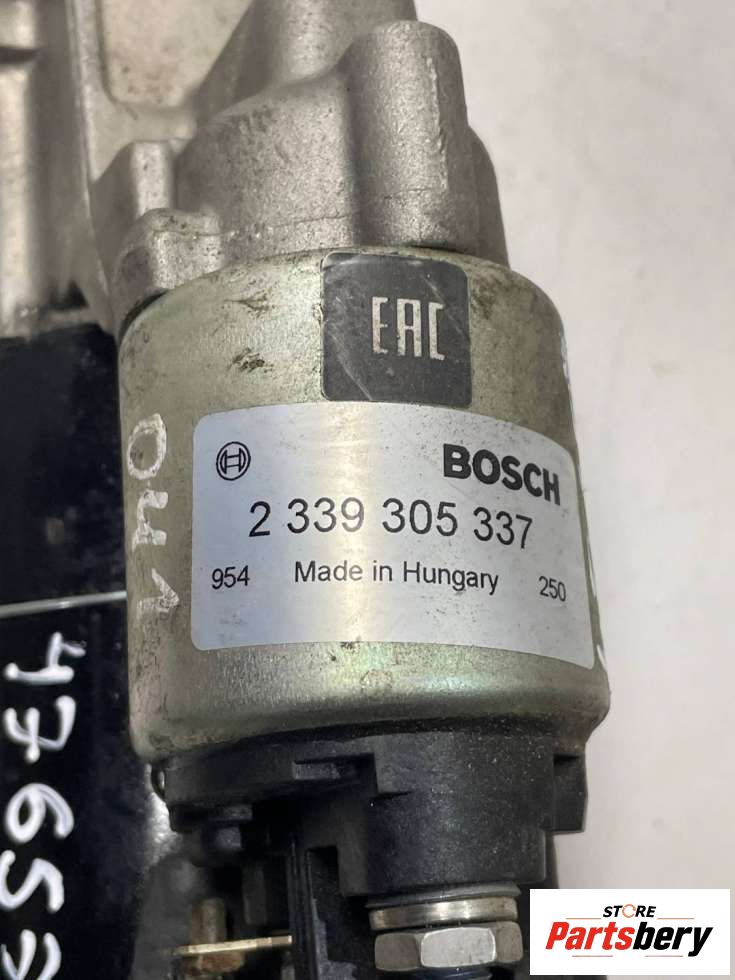 EAC
BOSCH
2 339 305 337
954 Made in Hungary 250
STORE
Partsbery